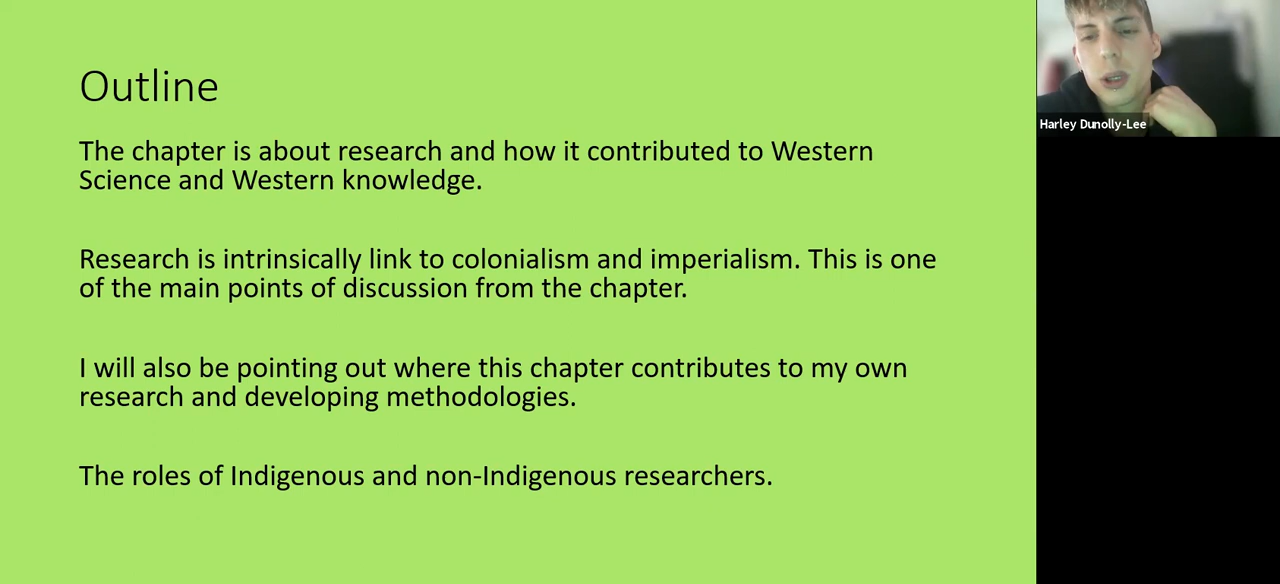 Outline
The chapter is about research and how it contributed to Western
Science and Western knowledge.
Research is intrinsically link to colonialism and imperialism. This is one
of the main points of discussion from the chapter.
I will also be pointing out where this chapter contributes to my own
research and developing methodologies.
The roles of Indigenous and non-Indigenous researchers.
Harley Dunolly-Lee